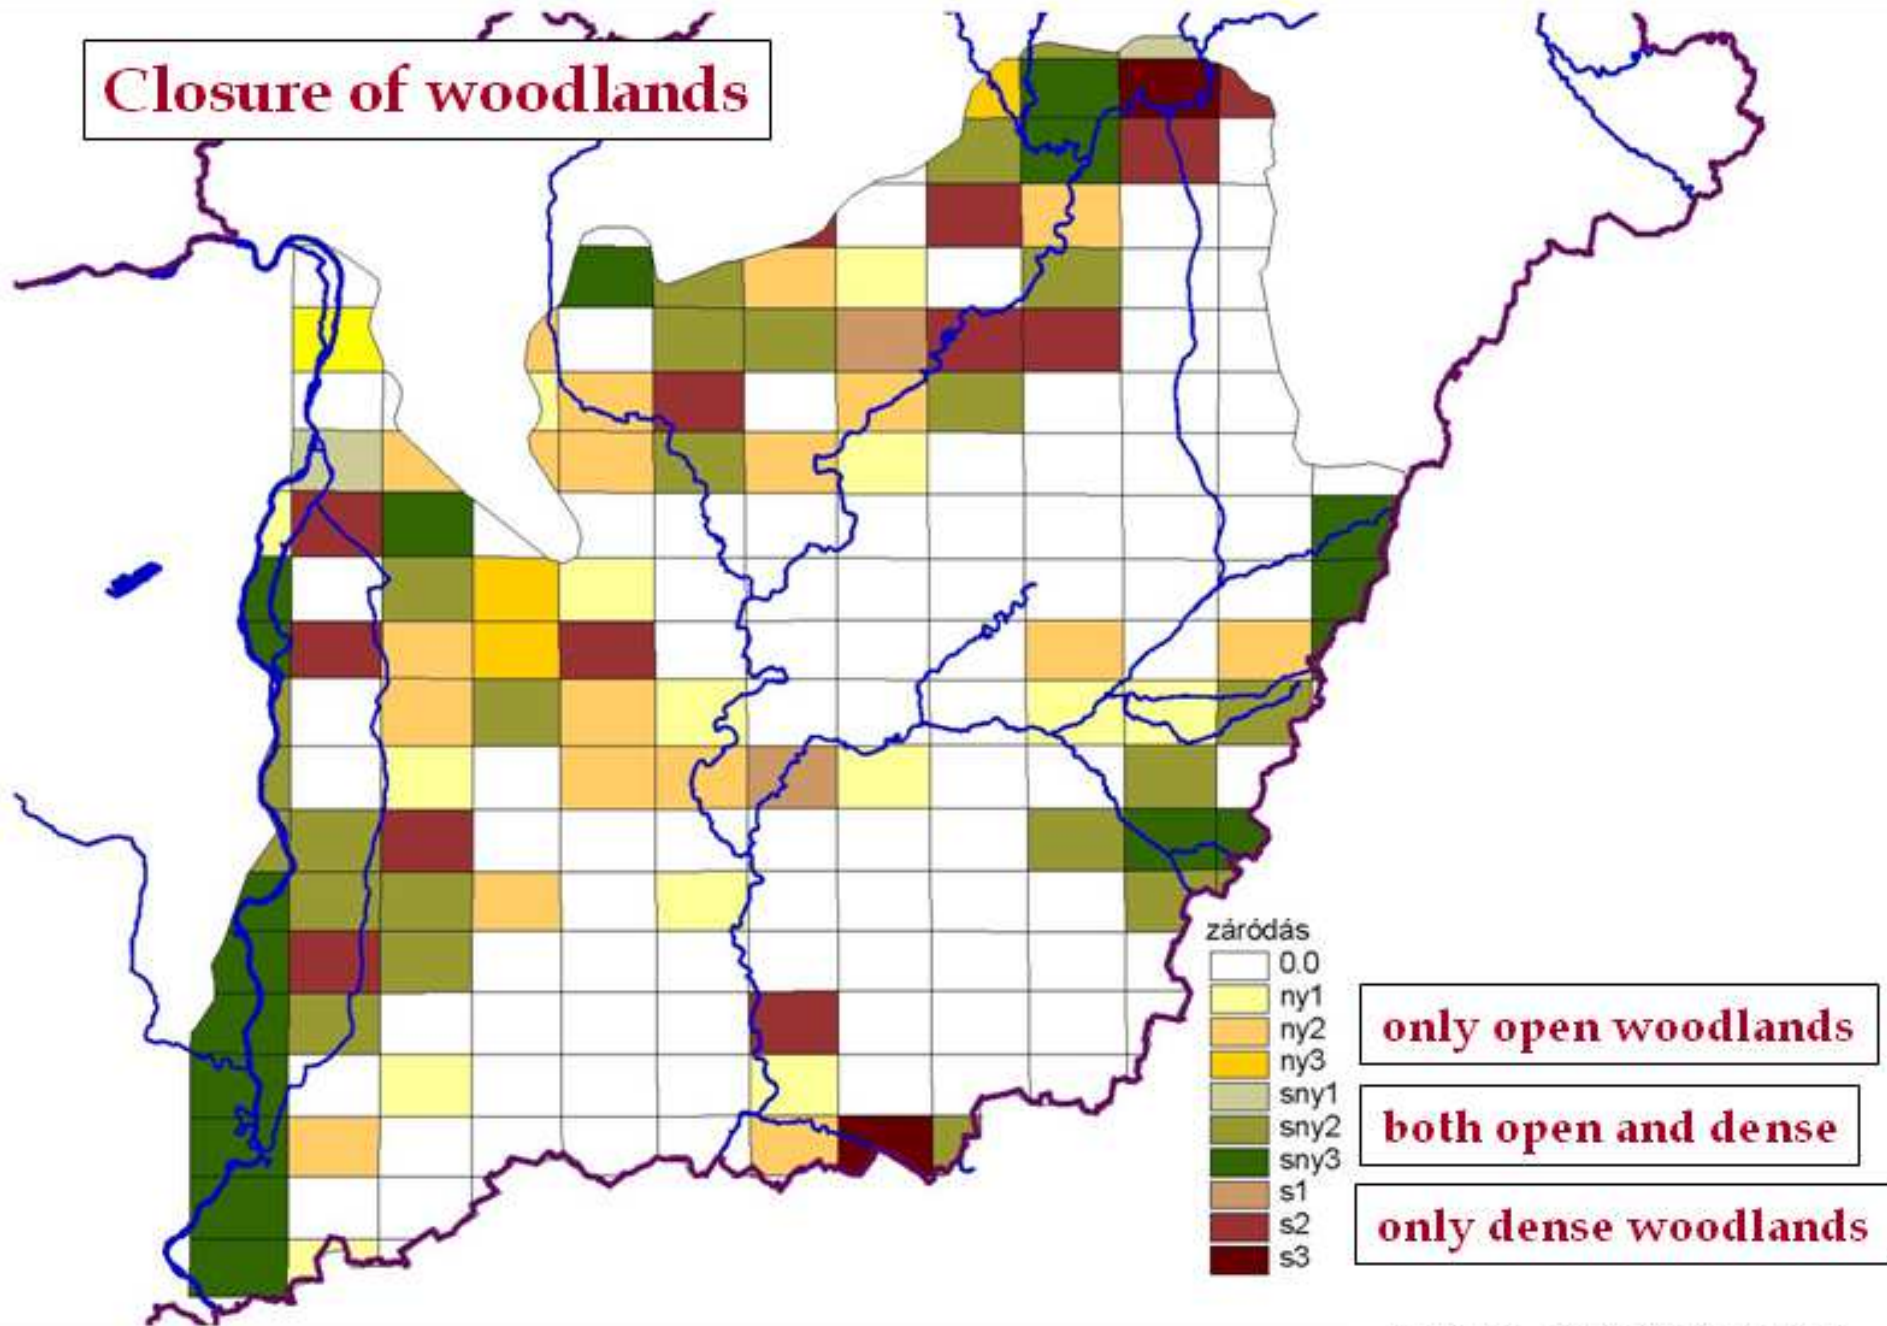 Closure of woodlands
záródás
0.0
ny1
ny2
ny3
sny1
sny2
sny3
s1
s2
s3
only open woodlands
both open and dense
only dense woodlands